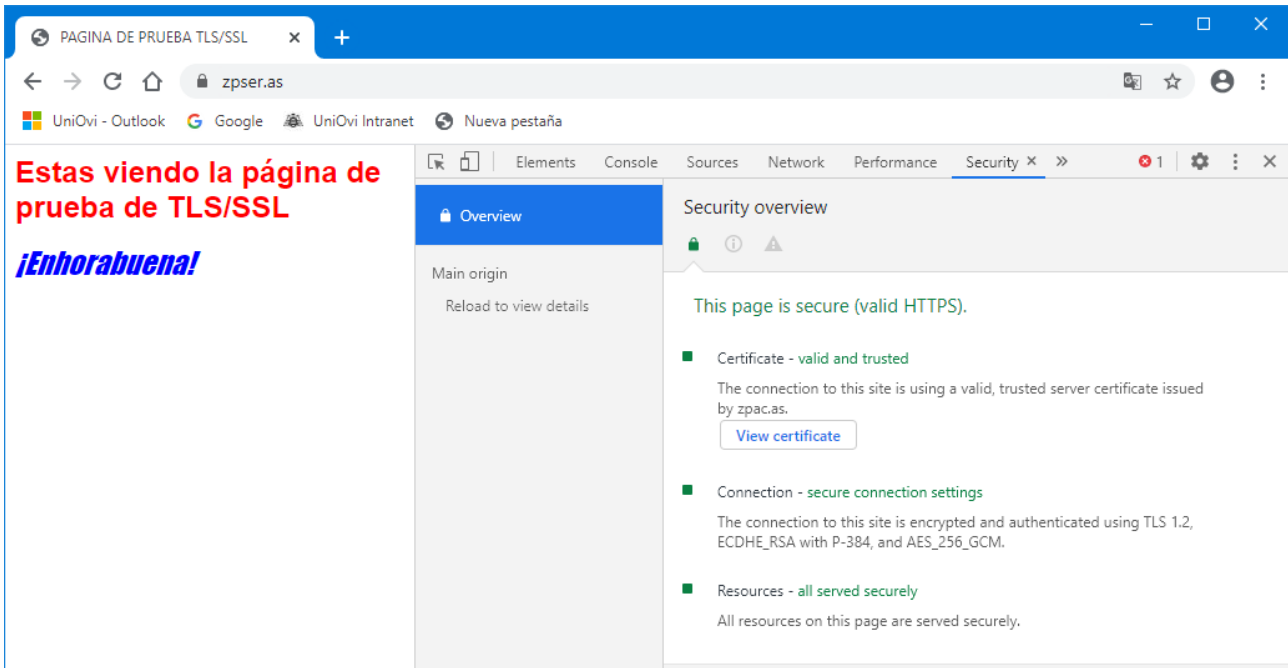 PAGINA DE PRUEBA TLS/SSL
zpser.as
UniOvi - Outlook Google UniOvi Intranet Nueva pestaña
Estas viendo la página de
prueba de TLS/SSL
¡Enhorabuena!
Elements Console Sources Network Performance Security 1
Overview
Main origin
Reload to view details
Security overview
This page is secure (valid HTTPS).
Certificate - valid and trusted
The connection to this site is using a valid, trusted server certificate issued
by zpac.as.
View certificate
Connection - secure connection settings
The connection to this site is encrypted and authenticated using TLS 1.2,
ECDHE_RSA with P-384, and AES_256_GCM.
Resources - all served securely
All resources on this page are served securely.